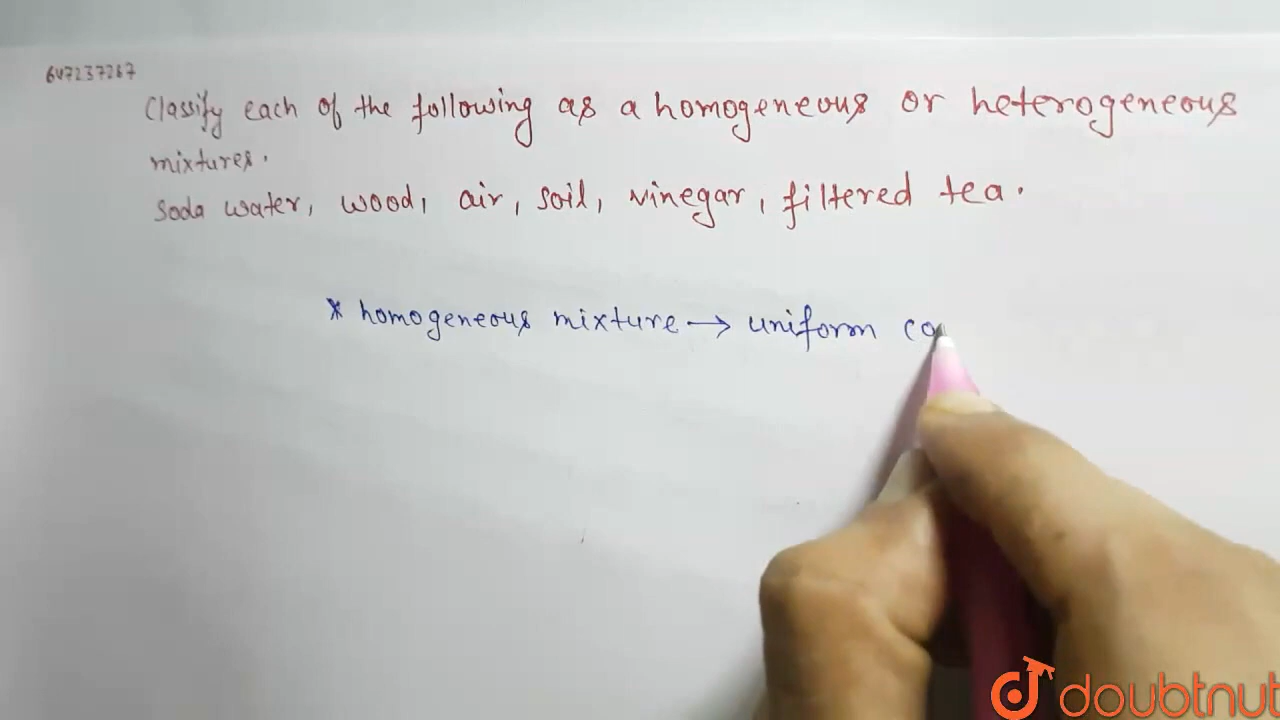 647237267
Classify each of the following as a homogeneous or heterogeneous
mixtures.
Soda water, wood, air, soil, vinegar, filtered tea.
* homogeneous mixture → uniform co
doubtnut